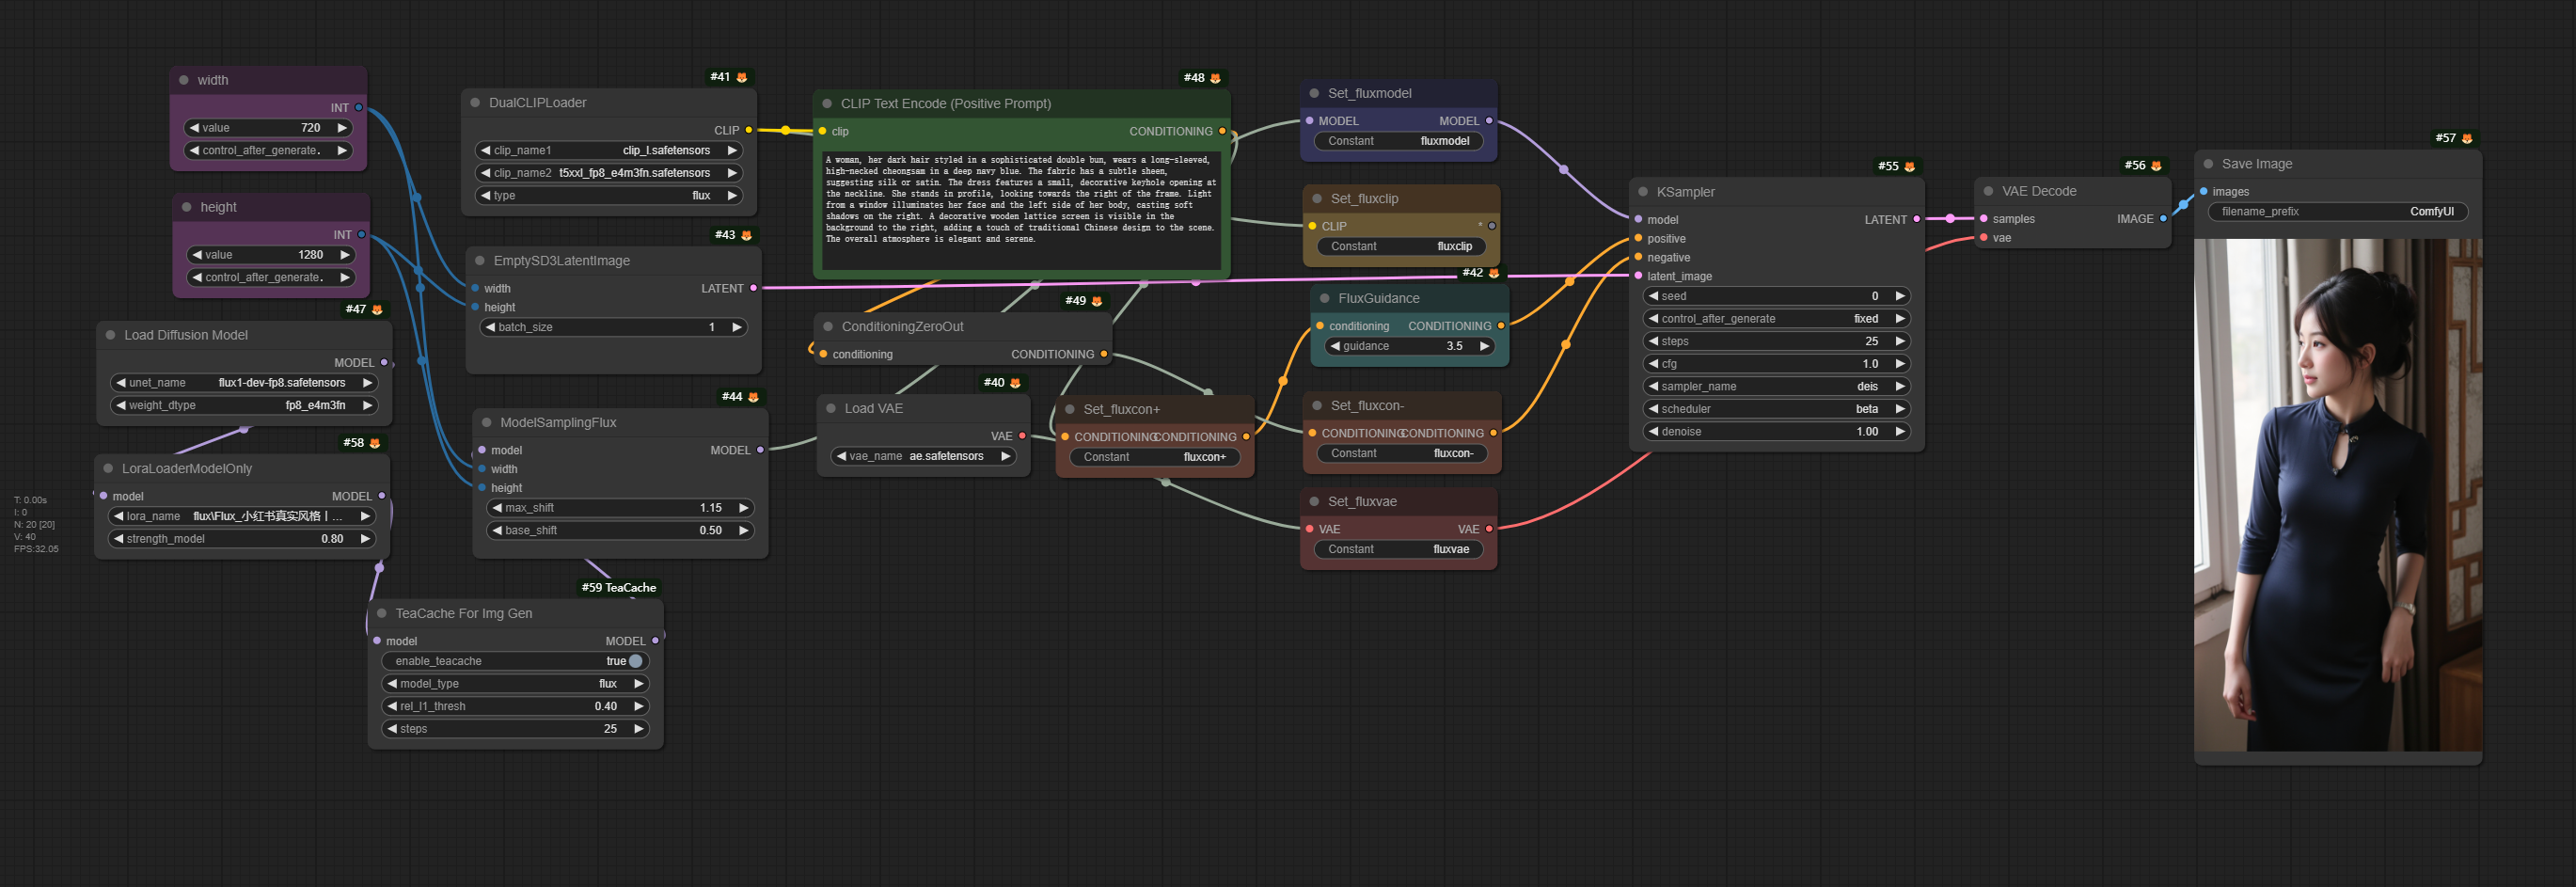 width
INT
value 720
control_after_generate.
height
INT
value 1280
control_after_generate.
#47
Load Diffusion Model
MODEL
unet_name flux1-dev-fp8.safetensors
weight_dtype fp8_e4m3fn
#58
LoraLoaderModelOnly
model MODEL
lora_name flux\Flux_小红书真实风格丨...
strength_model 0.80
T: 0.00s
I: 0
N: 20 [20]
V: 40
FPS:32.05
#41
DualCLIPLoader
CLIP
clip_name1 clip_l.safetensors
clip_name2 t5xxl_fp8_e4m3fn.safetensors
type flux
#43
EmptySD3LatentImage
width LATENT
height
batch_size 1
#44
ModelSamplingFlux
model MODEL
width
height
max_shift 1.15
base_shift 0.50
#59 TeaCache
TeaCache For Img Gen
model MODEL
enable_teacache true
model_type flux
rel_l1_thresh 0.40
steps 25
#48
CLIP Text Encode (Positive Prompt)
clip CONDITIONING
A woman, her dark hair styled in a sophisticated double bun, wears a long-sleeved,
high-necked cheongsam in a deep navy blue. The fabric has a subtle sheen,
suggesting silk or satin. The dress features a small, decorative keyhole opening at
the neckline. She stands in profile, looking towards the right of the frame. Light
from a window illuminates her face and the left side of her body, casting soft
shadows on the right. A decorative wooden lattice screen is visible in the
background to the right, adding a touch of traditional Chinese design to the scene.
The overall atmosphere is elegant and serene.
#49
ConditioningZeroOut
conditioning CONDITIONING
#40
Load VAE
VAE
vae_name ae.safetensors
Set_fluxcon+
CONDITIONING CONDITIONING
Constant fluxcon+
Set_fluxmodel
MODEL MODEL
Constant fluxmodel
Set_fluxclip
CLIP *
Constant fluxclip
#42
FluxGuidance
conditioning CONDITIONING
guidance 3.5
Set_fluxcon-
CONDITIONING CONDITIONING
Constant fluxcon-
Set_fluxvae
VAE VAE
Constant fluxvae
#55
KSampler
model LATENT
positive
negative
latent_image
seed 0
control_after_generate fixed
steps 25
cfg 1.0
sampler_name deis
scheduler beta
denoise 1.00
#56
VAE Decode
samples IMAGE
vae
#57
Save Image
images
filename_prefix ComfyUI